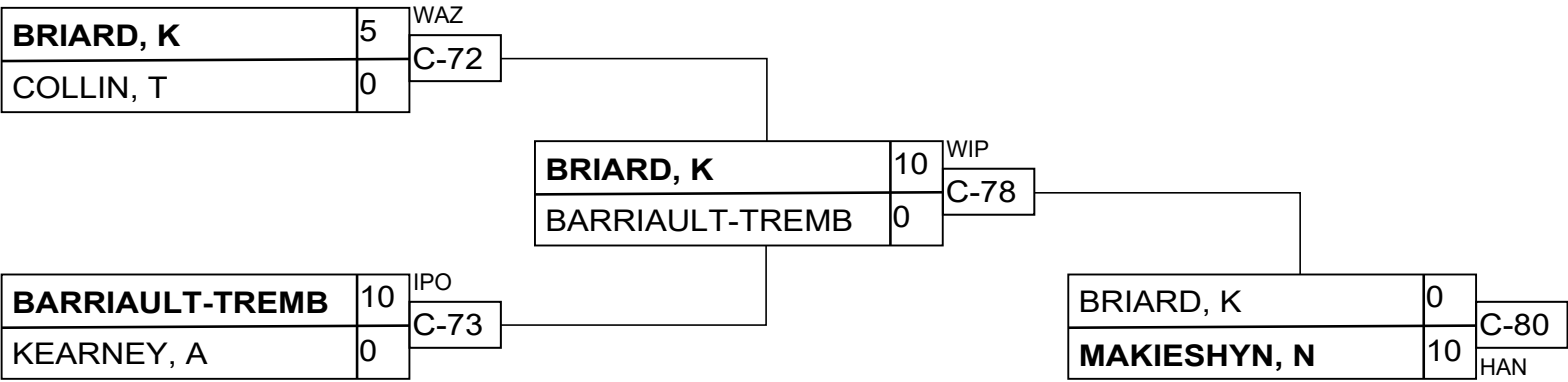 BRIARD, K 5 WAZ
COLLIN, T 0 C-72
BRIARD, K 10 WIP
BARRIAULT-TREMB 0 C-78
BARRIAULT-TREMB 10 IPO
KEARNEY, A 0 C-73
BRIARD, K 0 C-80
MAKIESHYN, N 10 HAN